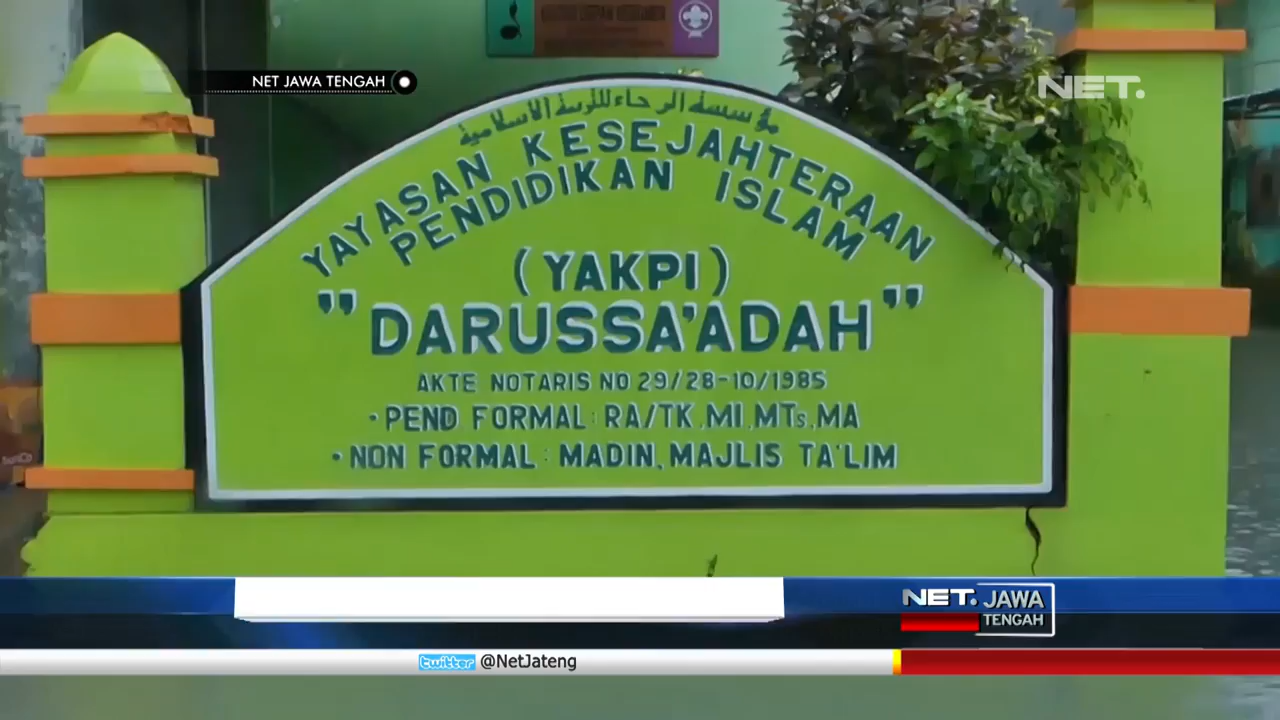 NET JAWA TENGAH
NET.
YAYASAN KESEJAHTERAAN
PENDIDIKAN ISLAM
(YAKPI)
"DARUSSA'ADAH"
AKTE NOTARIS NO 29/28-10/1985
• PEND FORMAL : RA/TK, MI, MTs, MA
• NON FORMAL : MADIN, MAJLIS TA'LIM
NET. JAWA
TENGAH
twitter @NetJateng